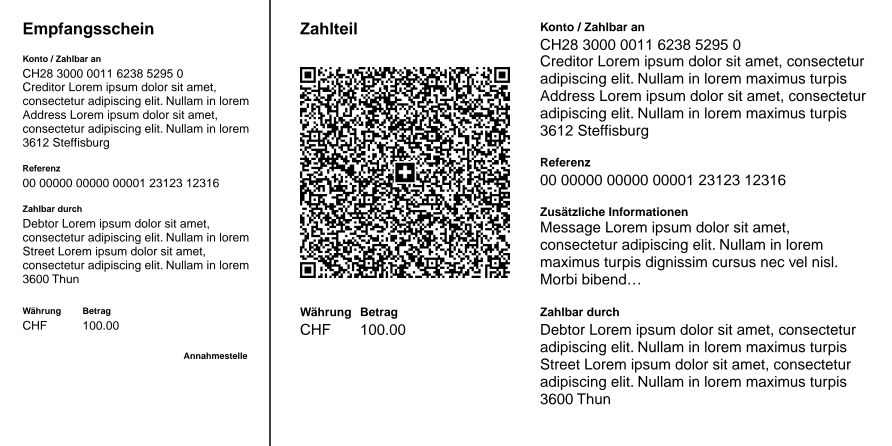 Empfangsschein
Konto / Zahlbar an
CH28 3000 0011 6238 5295 0
Creditor Lorem ipsum dolor sit amet,
consectetur adipiscing elit. Nullam in lorem
Address Lorem ipsum dolor sit amet,
consectetur adipiscing elit. Nullam in lorem
3612 Steffisburg
Referenz
00 00000 00000 00001 23123 12316
Zahlbar durch
Debtor Lorem ipsum dolor sit amet,
consectetur adipiscing elit. Nullam in lorem
Street Lorem ipsum dolor sit amet,
consectetur adipiscing elit. Nullam in lorem
3600 Thun
Währung Betrag
CHF 100.00
Annahmestelle
Zahlteil
Währung Betrag
CHF 100.00
Konto / Zahlbar an
CH28 3000 0011 6238 5295 0
Creditor Lorem ipsum dolor sit amet, consectetur
adipiscing elit. Nullam in lorem maximus turpis
Address Lorem ipsum dolor sit amet, consectetur
adipiscing elit. Nullam in lorem maximus turpis
3612 Steffisburg
Referenz
00 00000 00000 00001 23123 12316
Zusätzliche Informationen
Message Lorem ipsum dolor sit amet,
consectetur adipiscing elit. Nullam in lorem
maximus turpis dignissim cursus nec vel nisl.
Morbi bibend…
Zahlbar durch
Debtor Lorem ipsum dolor sit amet, consectetur
adipiscing elit. Nullam in lorem maximus turpis
Street Lorem ipsum dolor sit amet, consectetur
adipiscing elit. Nullam in lorem maximus turpis
3600 Thun